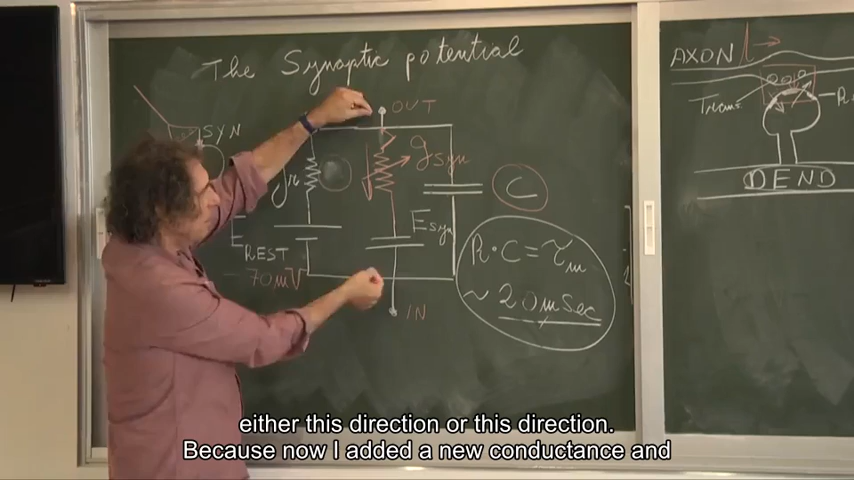 The Synaptic potential
AXON
SYN
OUT
gsyn
C
Esyn
EREST
- 70mV
IN
R·C = τm
~ 20 mSec
DEND
either this direction or this direction.
Because now I added a new conductance and